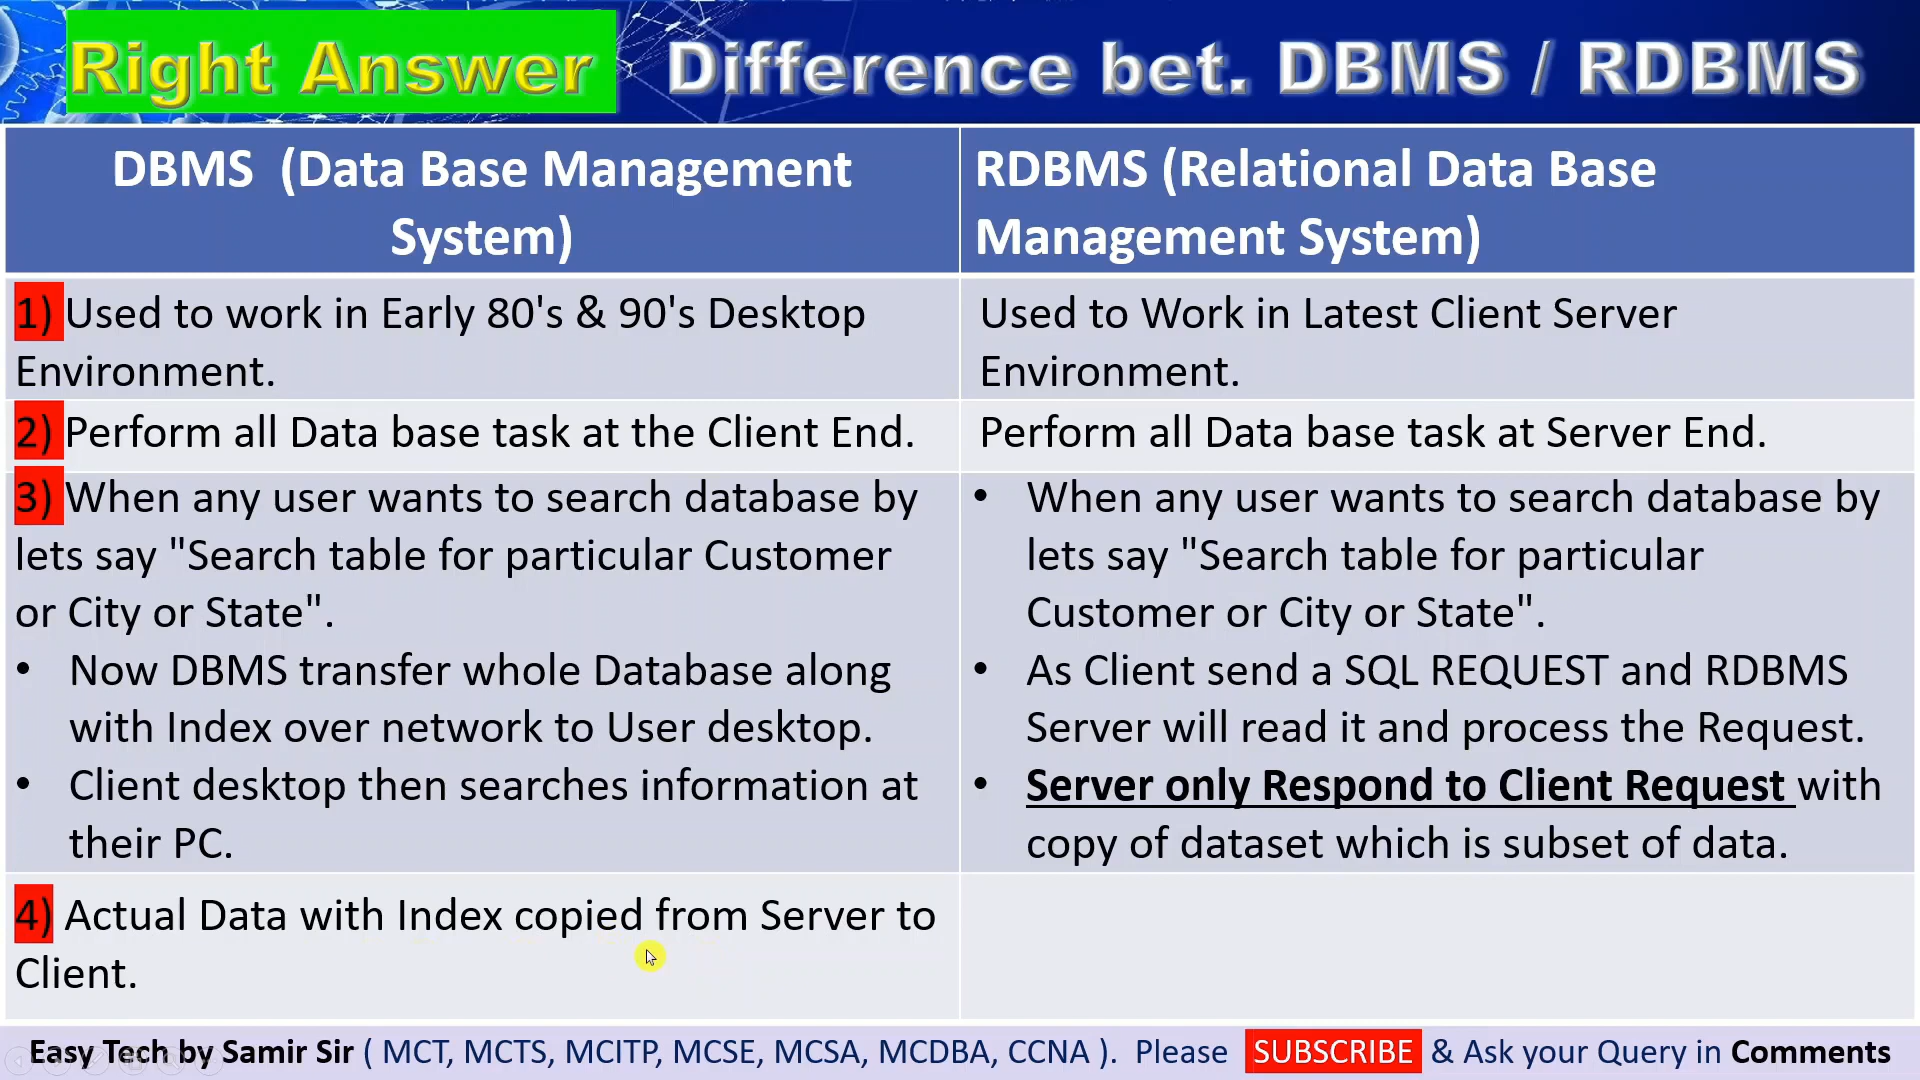 Right Answer Difference bet. DBMS / RDBMS
DBMS (Data Base Management
System)
RDBMS (Relational Data Base
Management System)
1) Used to work in Early 80's & 90's Desktop
Environment.
Used to Work in Latest Client Server
Environment.
2) Perform all Data base task at the Client End.
Perform all Data base task at Server End.
3) When any user wants to search database by
lets say "Search table for particular Customer
or City or State".
• Now DBMS transfer whole Database along
with Index over network to User desktop.
• Client desktop then searches information at
their PC.
• When any user wants to search database by
lets say "Search table for particular
Customer or City or State".
• As Client send a SQL REQUEST and RDBMS
Server will read it and process the Request.
• Server only Respond to Client Request with
copy of dataset which is subset of data.
4) Actual Data with Index copied from Server to
Client.
Easy Tech by Samir Sir ( MCT, MCTS, MCITP, MCSE, MCSA, MCDBA, CCNA ). Please SUBSCRIBE & Ask your Query in Comments